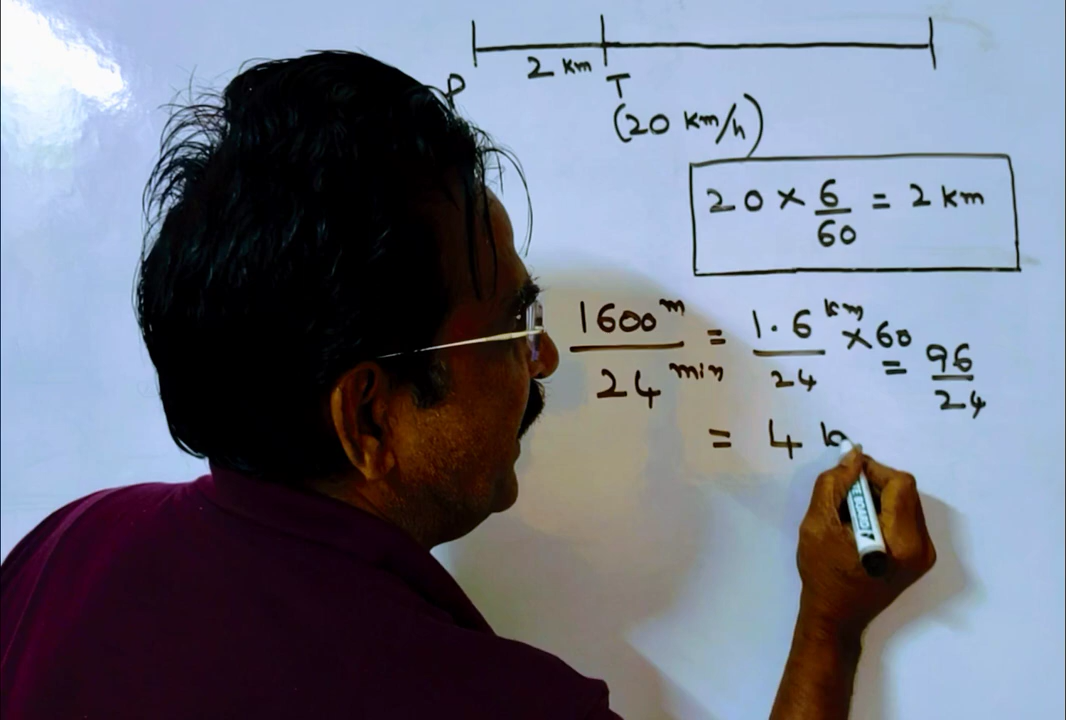 2 km
P T
(20 km/h)
20 × 6/60 = 2 km
1600 m / 24 min = 1.6 km / 24 × 60 = 96/24
= 4 k